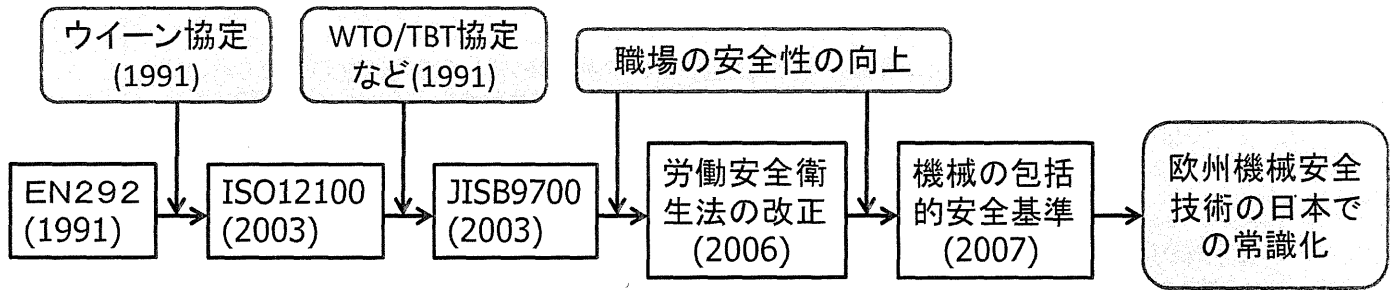 ウイーン協定
(1991)
WTO/TBT協定
など(1991)
職場の安全性の向上
EN292
(1991)
ISO12100
(2003)
JISB9700
(2003)
労働安全衛
生法の改正
(2006)
機械の包括
的安全基準
(2007)
欧州機械安全
技術の日本で
の常識化